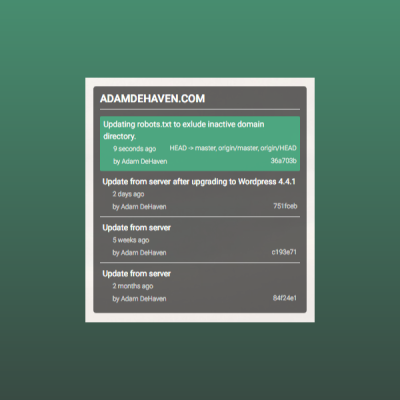 ADAMDEHAVEN.COM
Updating robots.txt to exlude inactive domain
directory.
9 seconds ago HEAD -> master, origin/master, origin/HEAD
by Adam DeHaven 36a703b
Update from server after upgrading to Wordpress 4.4.1
2 days ago
by Adam DeHaven 751fceb
Update from server
5 weeks ago
by Adam DeHaven c193e71
Update from server
2 months ago
by Adam DeHaven 84f24e1